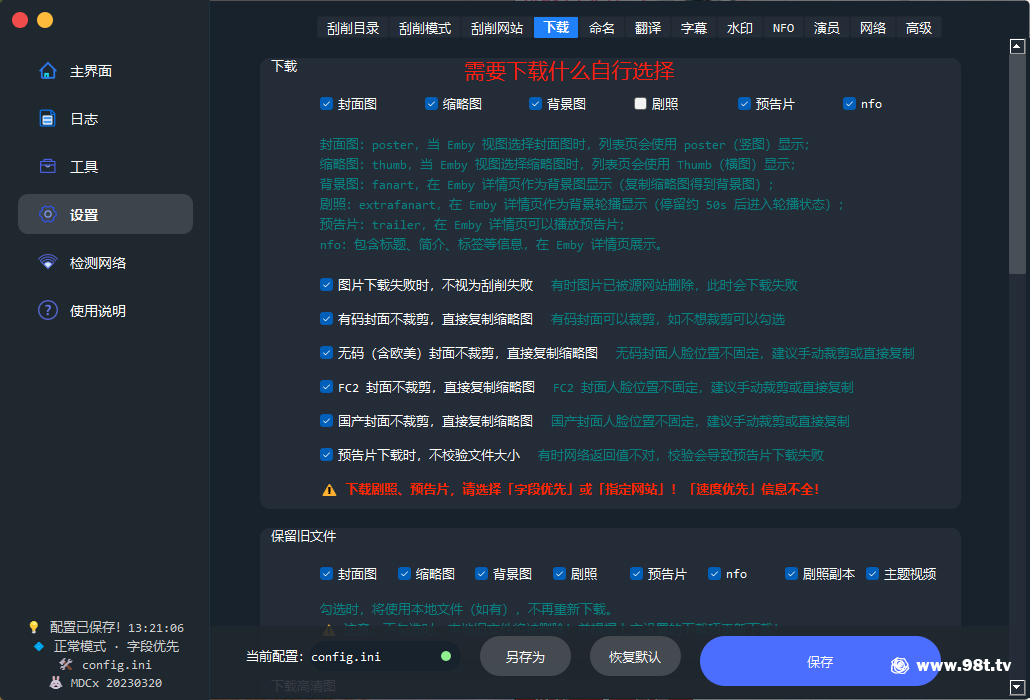 刮削目录 刮削模式 刮削网站 下载 命名 翻译 字幕 水印 NFO 演员 网络 高级
主界面
日志
工具
设置
检测网络
使用说明
下载
需要下载什么自行选择
封面图 缩略图 背景图 剧照 预告片 nfo
封面图: poster, 当 Emby 视图选择封面图时, 列表页会使用 poster (竖图) 显示;
缩略图: thumb, 当 Emby 视图选择缩略图时, 列表页会使用 Thumb (横图) 显示;
背景图: fanart, 在 Emby 详情页作为背景图显示 (复制缩略图得到背景图) ;
剧照: extrafanart, 在 Emby 详情页作为背景轮播显示 (停留约 50s 后进入轮播状态) ;
预告片: trailer, 在 Emby 详情页可以播放预告片;
nfo: 包含标题、简介、标签等信息, 在 Emby 详情页展示。
图片下载失败时, 不视为刮削失败 有时图片已被源网站删除, 此时会下载失败
有码封面不裁剪, 直接复制缩略图 有码封面可以裁剪, 如不想裁剪可以勾选
无码 (含欧美) 封面不裁剪, 直接复制缩略图 无码封面人脸位置不固定, 建议手动裁剪或直接复制
FC2 封面不裁剪, 直接复制缩略图 FC2 封面人脸位置不固定, 建议手动裁剪或直接复制
国产封面不裁剪, 直接复制缩略图 国产封面人脸位置不固定, 建议手动裁剪或直接复制
预告片下载时, 不校验文件大小 有时网络返回值不对, 校验会导致预告片下载失败
下载剧照、预告片, 请选择「字段优先」或「指定网站」! 「速度优先」信息不全!
保留旧文件
封面图 缩略图 背景图 剧照 预告片 nfo 剧照副本 主题视频
勾选时, 将使用本地文件 (如有) , 不再重新下载。
下载高清图
当前配置: config.ini 另存为 恢复默认 保存
www.98t.tv
配置已保存! 13:21:06
正常模式 · 字段优先
config.ini
MDCx 20230320